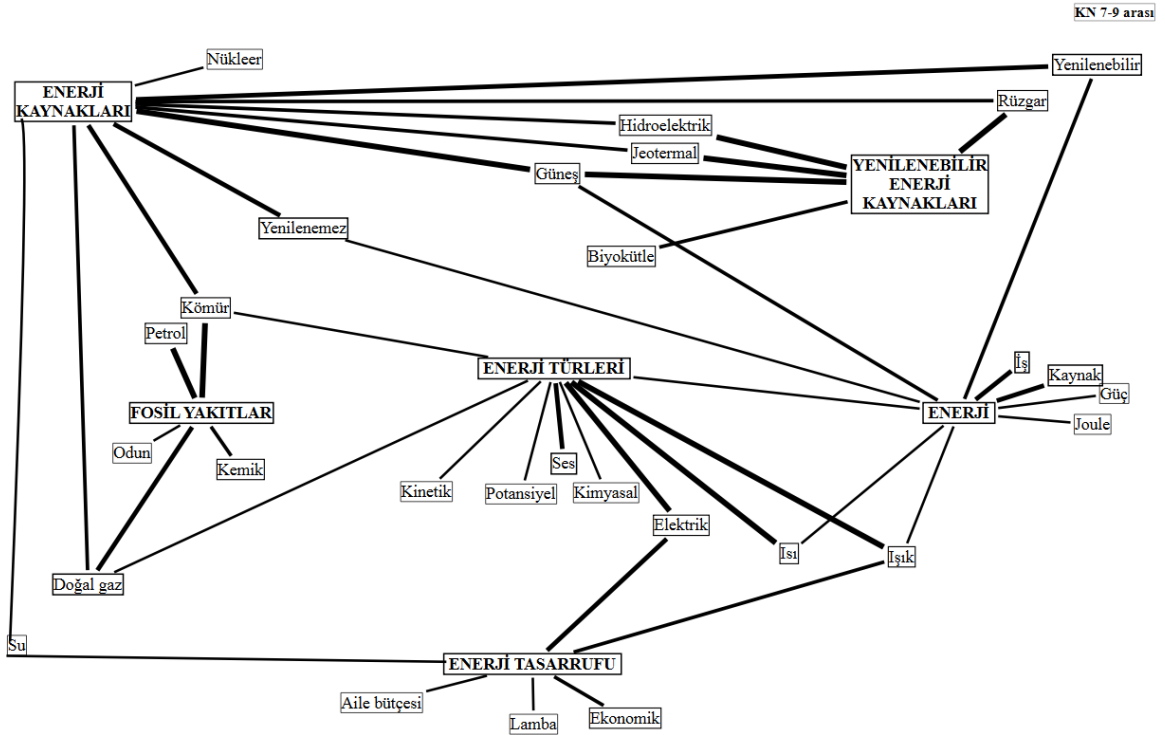 KN 7-9 arası
Nükleer
Yenilenebilir
ENERJİ
KAYNAKLARI
Rüzgar
Hidroelektrik
Jeotermal
Güneş
YENİLENEBİLİR
ENERJİ
KAYNAKLARI
Yenilenemez
Biyokütle
Kömür
Petrol
ENERJİ TÜRLERİ
İş
Kaynak
Güç
FOSİL YAKITLAR
ENERJİ
Joule
Odun
Kemik
Ses
Kinetik
Potansiyel
Kimyasal
Elektrik
Isı
Işık
Doğal gaz
Su
ENERJİ TASARRUFU
Aile bütçesi
Lamba
Ekonomik